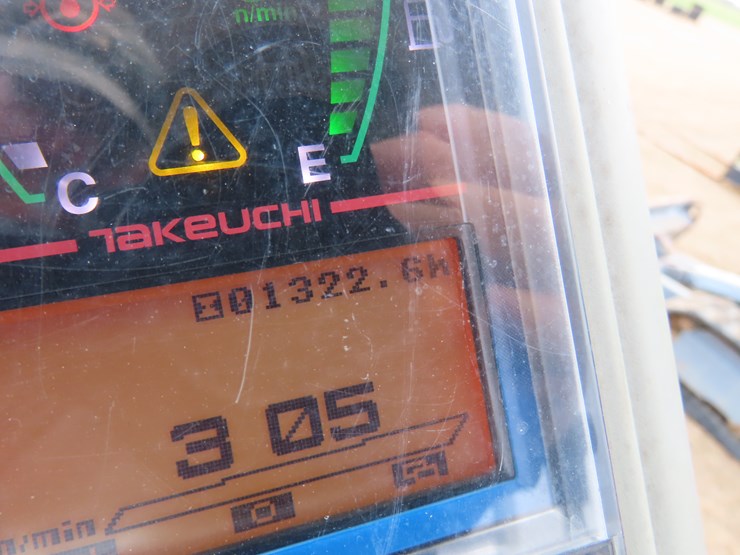 n/min
C
E
TAKEUCHI
01322.6h
3 05
n/min